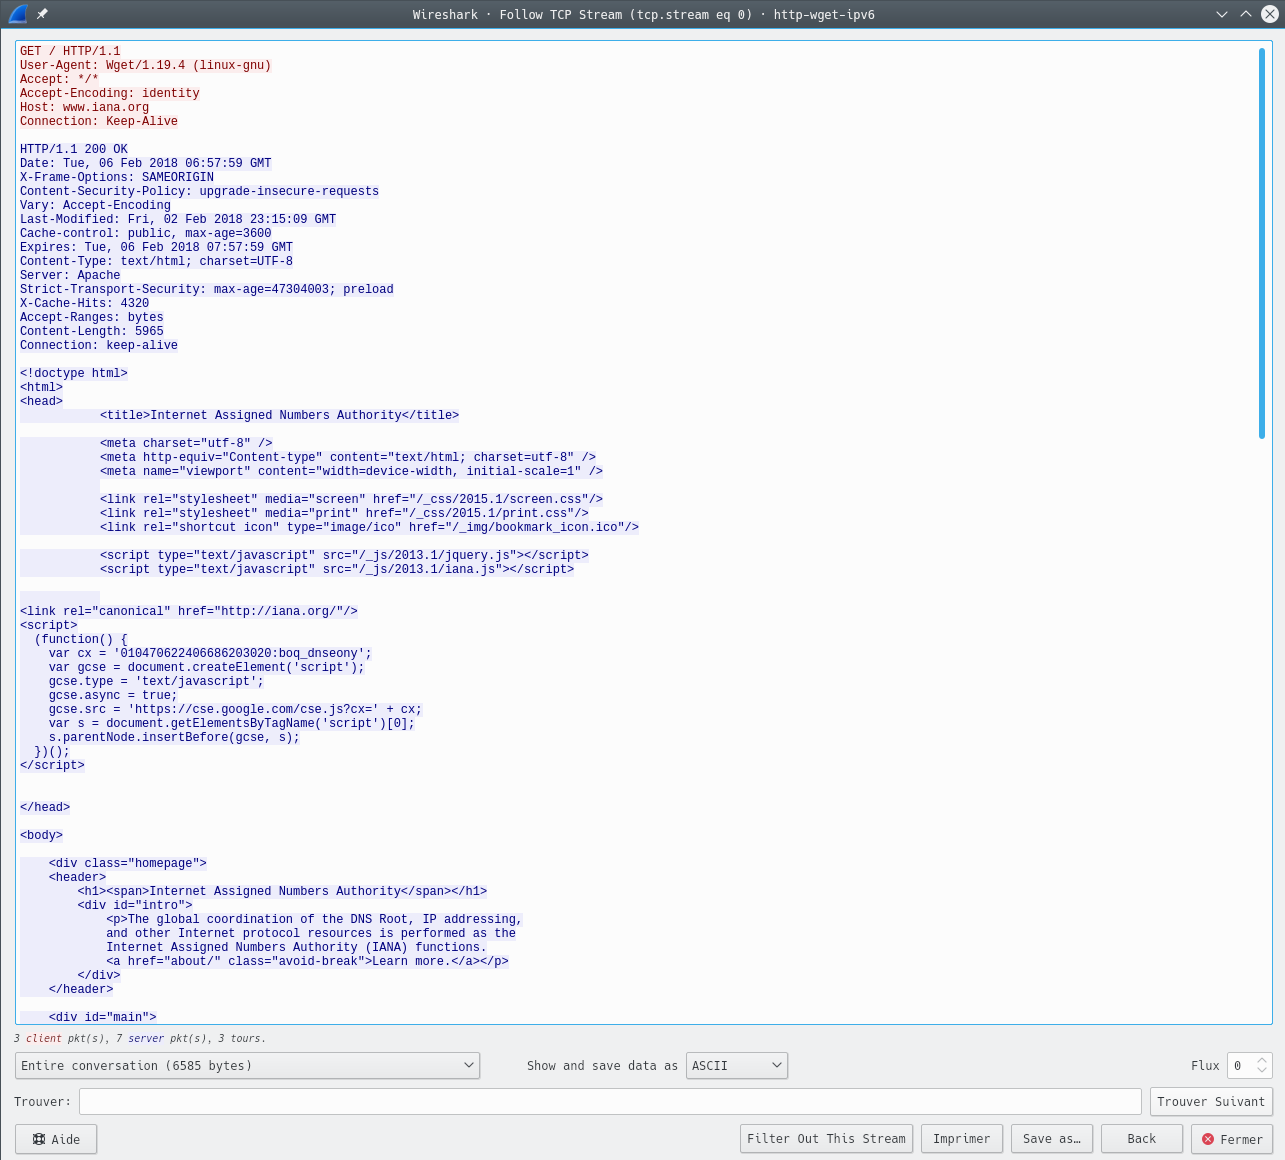 Wireshark · Follow TCP Stream (tcp.stream eq 0) · http-wget-ipv6
GET / HTTP/1.1
User-Agent: Wget/1.19.4 (linux-gnu)
Accept: */*
Accept-Encoding: identity
Host: www.iana.org
Connection: Keep-Alive

HTTP/1.1 200 OK
Date: Tue, 06 Feb 2018 06:57:59 GMT
X-Frame-Options: SAMEORIGIN
Content-Security-Policy: upgrade-insecure-requests
Vary: Accept-Encoding
Last-Modified: Fri, 02 Feb 2018 23:15:09 GMT
Cache-control: public, max-age=3600
Expires: Tue, 06 Feb 2018 07:57:59 GMT
Content-Type: text/html; charset=UTF-8
Server: Apache
Strict-Transport-Security: max-age=47304003; preload
X-Cache-Hits: 4320
Accept-Ranges: bytes
Content-Length: 5965
Connection: keep-alive

<!doctype html>
<html>
<head>
	<title>Internet Assigned Numbers Authority</title>

	<meta charset="utf-8" />
	<meta http-equiv="Content-type" content="text/html; charset=utf-8" />
	<meta name="viewport" content="width=device-width, initial-scale=1" />

	<link rel="stylesheet" media="screen" href="/_css/2015.1/screen.css"/>
	<link rel="stylesheet" media="print" href="/_css/2015.1/print.css"/>
	<link rel="shortcut icon" type="image/ico" href="/_img/bookmark_icon.ico"/>

	<script type="text/javascript" src="/_js/2013.1/jquery.js"></script>
	<script type="text/javascript" src="/_js/2013.1/iana.js"></script>

<link rel="canonical" href="http://iana.org/"/>
<script>
  (function() {
    var cx = '010470622406686203020:boq_dnseony';
    var gcse = document.createElement('script');
    gcse.type = 'text/javascript';
    gcse.async = true;
    gcse.src = 'https://cse.google.com/cse.js?cx=' + cx;
    var s = document.getElementsByTagName('script')[0];
    s.parentNode.insertBefore(gcse, s);
  })();
</script>

</head>

<body>

    <div class="homepage">
    <header>
        <h1><span>Internet Assigned Numbers Authority</span></h1>
        <div id="intro">
            <p>The global coordination of the DNS Root, IP addressing,
            and other Internet protocol resources is performed as the
            Internet Assigned Numbers Authority (IANA) functions.
            <a href="about/" class="avoid-break">Learn more.</a></p>
        </div>
    </header>

    <div id="main">
3 client pkt(s), 7 server pkt(s), 3 tours.
Entire conversation (6585 bytes) Show and save data as ASCII Flux 0
Trouver: Trouver Suivant
Aide Filter Out This Stream Imprimer Save as… Back Fermer